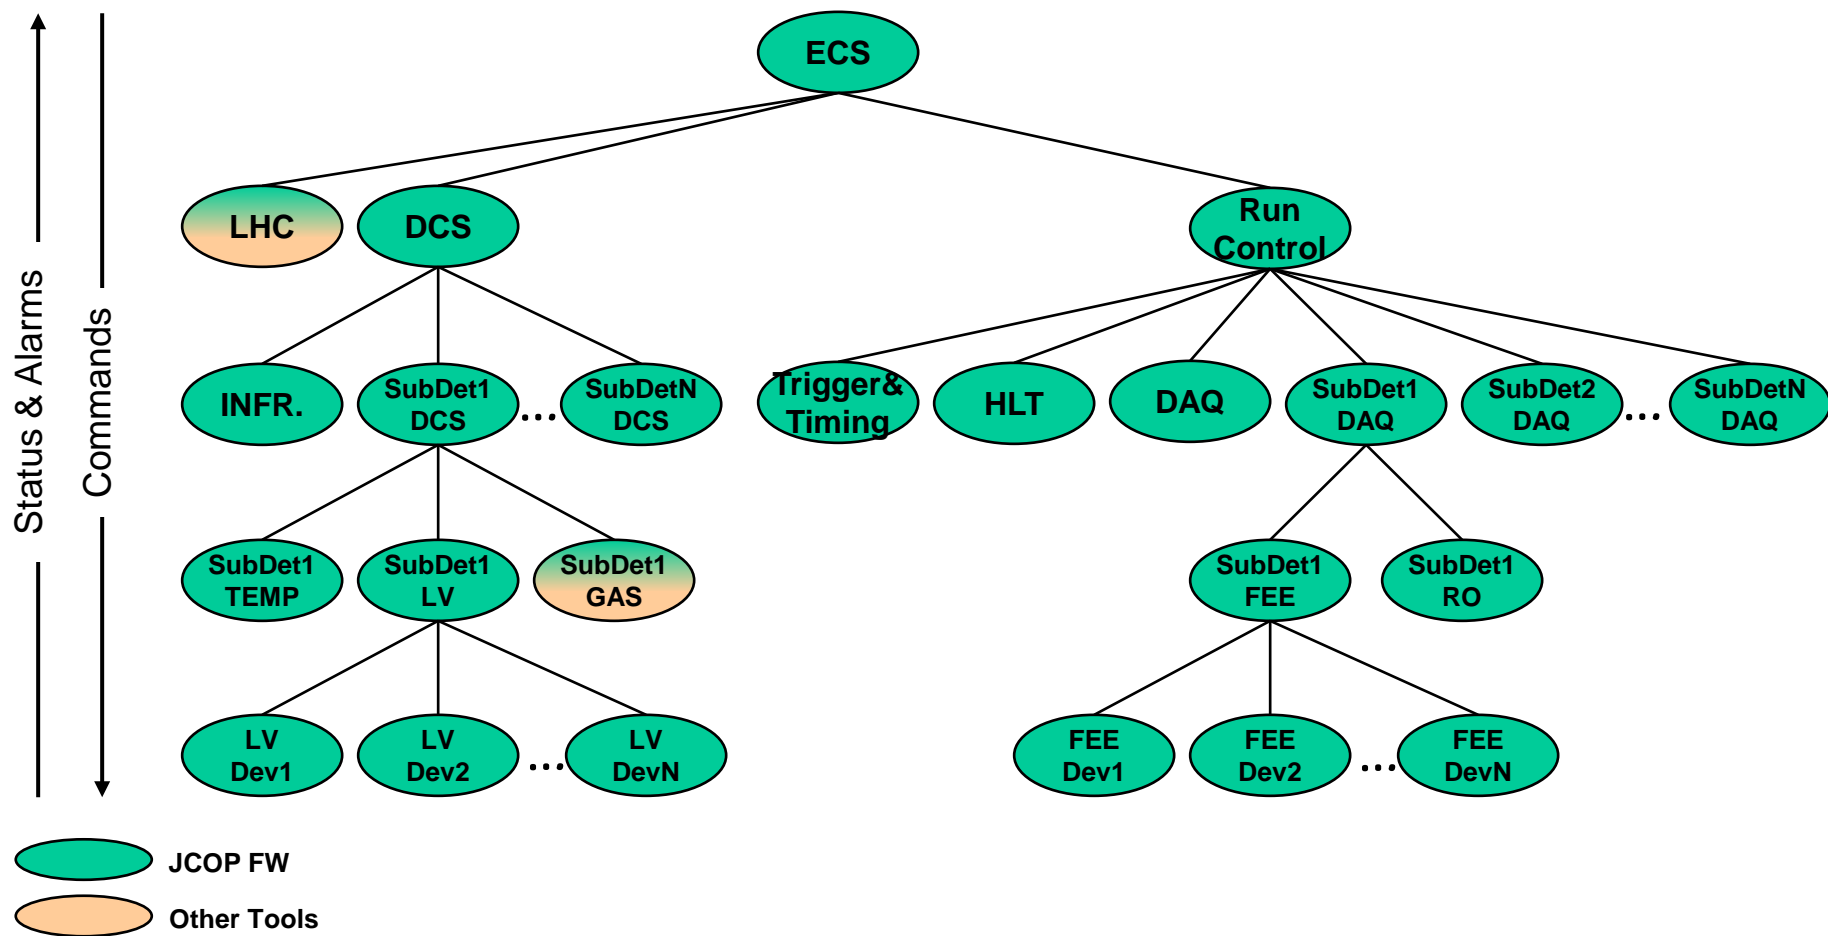 ECS
LHC
DCS
Run
Control
Status & Alarms
Commands
INFR.
SubDet1
DCS
...
SubDetN
DCS
Trigger&
Timing
HLT
DAQ
SubDet1
DAQ
SubDet2
DAQ
...
SubDetN
DAQ
SubDet1
TEMP
SubDet1
LV
SubDet1
GAS
SubDet1
FEE
SubDet1
RO
LV
Dev1
LV
Dev2
...
LV
DevN
FEE
Dev1
FEE
Dev2
...
FEE
DevN
JCOP FW
Other Tools